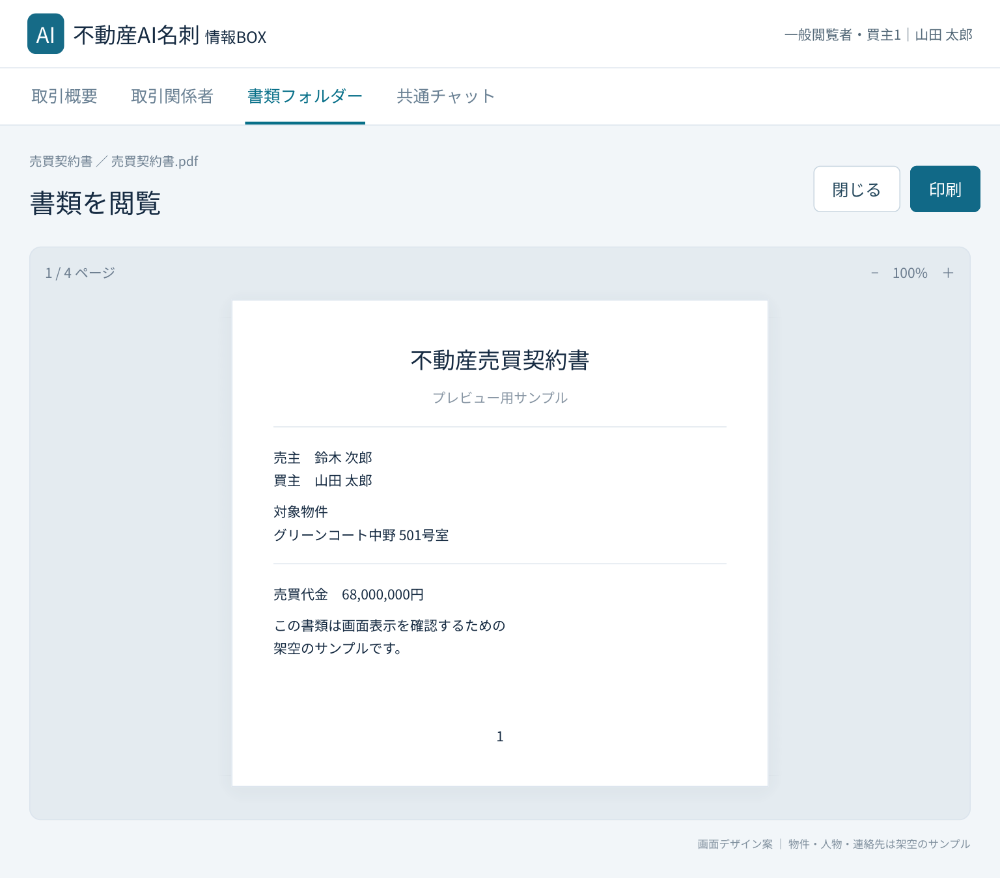 AI 不動産AI名刺 情報BOX
一般閲覧者・買主1｜山田 太郎
取引概要 取引関係者 書類フォルダー 共通チャット
売買契約書 ／ 売買契約書.pdf
書類を閲覧
閉じる 印刷
1 / 4 ページ
− 100% ＋
不動産売買契約書
プレビュー用サンプル
売主　鈴木 次郎
買主　山田 太郎
対象物件
グリーンコート中野 501号室
売買代金　68,000,000円
この書類は画面表示を確認するための
架空のサンプルです。
1
画面デザイン案 ｜ 物件・人物・連絡先は架空のサンプル